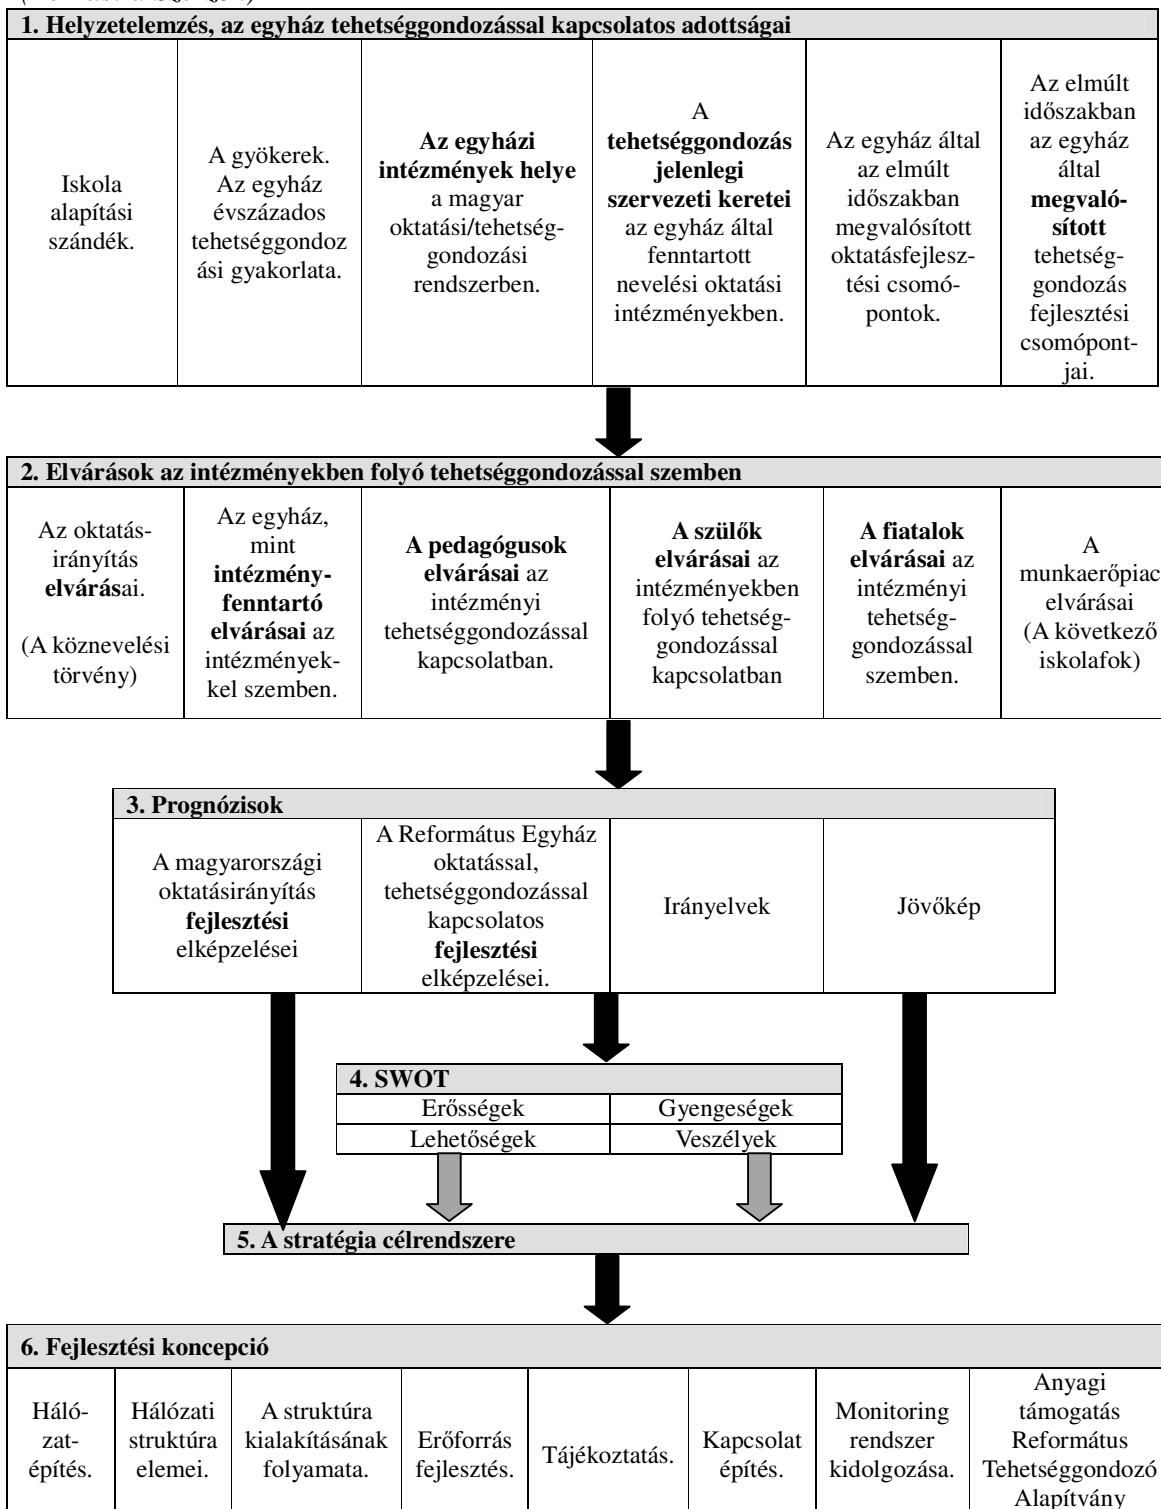 1. Helyzetelemzés, az egyház tehetséggondozással kapcsolatos adottságai
Iskola
alapítási
szándék.
A gyökerek.
Az egyház
évszázados
tehetséggondoz
ási gyakorlata.
Az egyházi
intézmények helye
a magyar
oktatási/tehetség-
gondozási
rendszerben.
A
tehetséggondozás
jelenlegi
szervezeti keretei
az egyház által
fenntartott
nevelési oktatási
intézményekben.
Az egyház által
az elmúlt
időszakban
megvalósított
oktatásfejlesz-
tési csomó-
pontok.
Az elmúlt
időszakban
az egyház
által
megvaló-
sított
tehetség-
gondozás
fejlesztési
csomópont-
jai.
2. Elvárások az intézményekben folyó tehetséggondozással szemben
Az oktatás-
irányítás
elvárásai.
(A köznevelési
törvény)
Az egyház,
mint
intézmény-
fenntartó
elvárásai az
intézmények-
kel szemben.
A pedagógusok
elvárásai az
intézményi
tehetséggondozással
kapcsolatban.
A szülők
elvárásai az
intézményekben
folyó tehetség-
gondozással
kapcsolatban
A fiatalok
elvárásai az
intézményi
tehetség-
gondozással
szemben.
A
munkaerőpiac
elvárásai
(A következő
iskolafok)
3. Prognózisok
A magyarországi
oktatásirányítás
fejlesztési
elképzelései
A Református Egyház
oktatással,
tehetséggondozással
kapcsolatos
fejlesztési
elképzelései.
Irányelvek
Jövőkép
4. SWOT
Erősségek
Gyengeségek
Lehetőségek
Veszélyek
5. A stratégia célrendszere
6. Fejlesztési koncepció
Háló-
zat-
építés.
Hálózati
struktúra
elemei.
A struktúra
kialakításának
folyamata.
Erőforrás
fejlesztés.
Tájékoztatás.
Kapcsolat
építés.
Monitoring
rendszer
kidolgozása.
Anyagi
támogatás
Református
Tehetséggondozó
Alapítvány